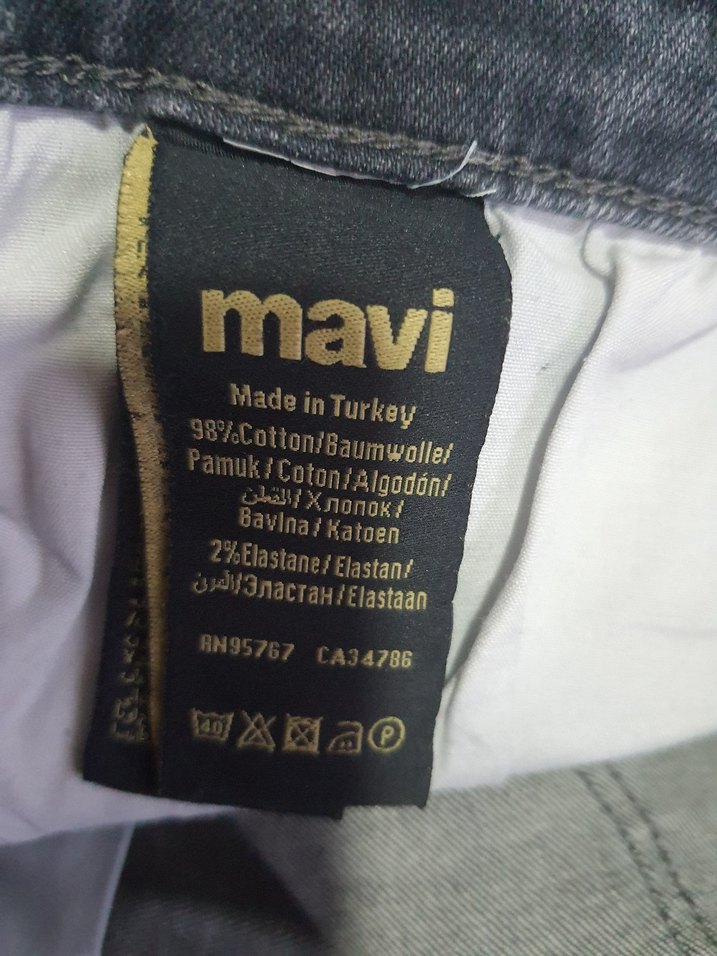 mavi
Made in Turkey
98%Cotton/Baumwolle/
Pamuk/Coton/Algodón/
القطن/Хлопок/
Bavlna/Katoen
2%Elastane/Elastan/
/Эластан/Elastaan
RN95767 CA34786
40
P